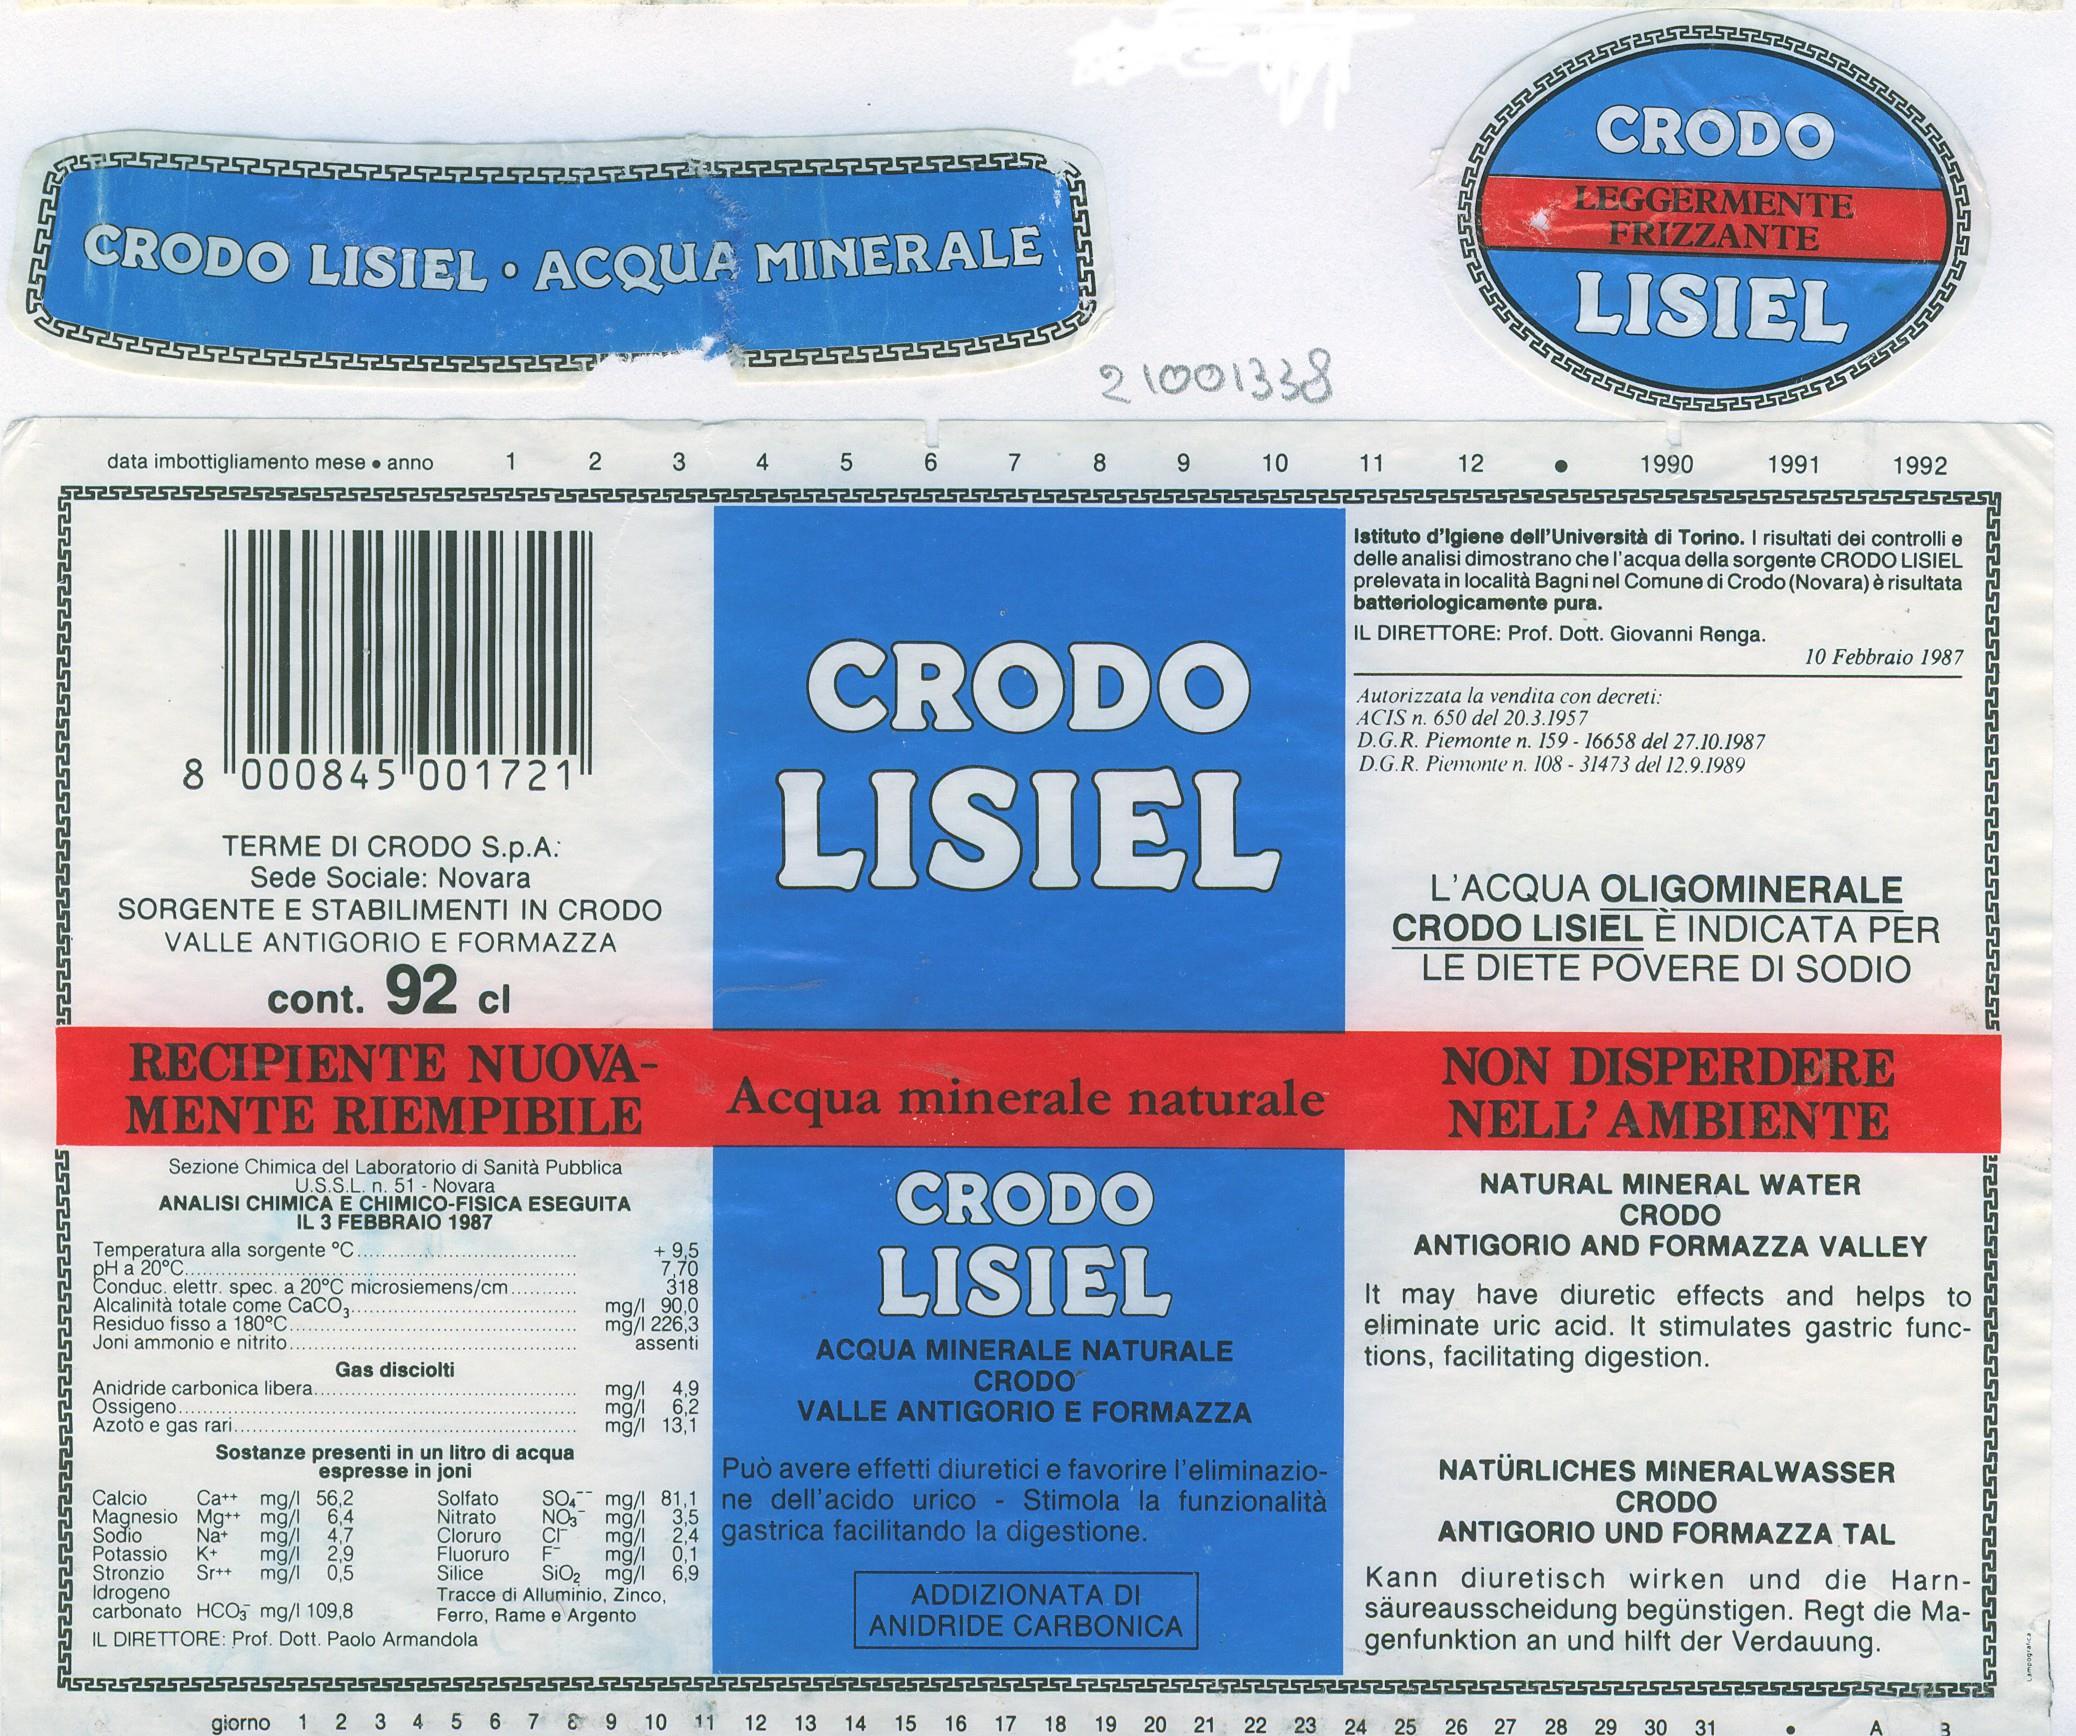 CRODO LISIEL • ACQUA MINERALE
CRODO
LEGGERMENTE
FRIZZANTE
LISIEL
21001338
data imbottigliamento mese • anno 1 2 3 4 5 6 7 8 9 10 11 12 • 1990 1991 1992
8 000845 001721
TERME DI CRODO S.p.A.
Sede Sociale: Novara
SORGENTE E STABILIMENTI IN CRODO
VALLE ANTIGORIO E FORMAZZA
cont. 92 cl
CRODO
LISIEL
Istituto d'Igiene dell'Università di Torino. I risultati dei controlli e
delle analisi dimostrano che l'acqua della sorgente CRODO LISIEL
prelevata in località Bagni nel Comune di Crodo (Novara) è risultata
batteriologicamente pura.
IL DIRETTORE: Prof. Dott. Giovanni Renga.
10 Febbraio 1987
Autorizzata la vendita con decreti:
ACIS n. 650 del 20.3.1957
D.G.R. Piemonte n. 159 - 16658 del 27.10.1987
D.G.R. Piemonte n. 108 - 31473 del 12.9.1989
L'ACQUA OLIGOMINERALE
CRODO LISIEL È INDICATA PER
LE DIETE POVERE DI SODIO
RECIPIENTE NUOVA-
MENTE RIEMPIBILE
Acqua minerale naturale
NON DISPERDERE
NELL'AMBIENTE
Sezione Chimica del Laboratorio di Sanità Pubblica
U.S.S.L. n. 51 - Novara
ANALISI CHIMICA E CHIMICO-FISICA ESEGUITA
IL 3 FEBBRAIO 1987
Temperatura alla sorgente °C + 9,5
pH a 20°C 7,70
Conduc. elettr. spec. a 20°C microsiemens/cm 318
Alcalinità totale come CaCO3 mg/l 90,0
Residuo fisso a 180°C mg/l 226,3
Joni ammonio e nitrito assenti
Gas disciolti
Anidride carbonica libera mg/l 4,9
Ossigeno mg/l 6,2
Azoto e gas rari mg/l 13,1
Sostanze presenti in un litro di acqua
espresse in joni
Calcio Ca++ mg/l 56,2 Solfato SO4-- mg/l 81,1
Magnesio Mg++ mg/l 6,4 Nitrato NO3- mg/l 3,5
Sodio Na+ mg/l 4,7 Cloruro Cl- mg/l 2,4
Potassio K+ mg/l 2,9 Fluoruro F- mg/l 0,1
Stronzio Sr++ mg/l 0,5 Silice SiO2 mg/l 6,9
Idrogeno Tracce di Alluminio, Zinco,
carbonato HCO3- mg/l 109,8 Ferro, Rame e Argento
IL DIRETTORE: Prof. Dott. Paolo Armandola
CRODO
LISIEL
ACQUA MINERALE NATURALE
CRODO
VALLE ANTIGORIO E FORMAZZA
Può avere effetti diuretici e favorire l'eliminazio-
ne dell'acido urico - Stimola la funzionalità
gastrica facilitando la digestione.
ADDIZIONATA DI
ANIDRIDE CARBONICA
NATURAL MINERAL WATER
CRODO
ANTIGORIO AND FORMAZZA VALLEY
It may have diuretic effects and helps to
eliminate uric acid. It stimulates gastric func-
tions, facilitating digestion.
NATÜRLICHES MINERALWASSER
CRODO
ANTIGORIO UND FORMAZZA TAL
Kann diuretisch wirken und die Harn-
säureausscheidung begünstigen. Regt die Ma-
genfunktion an und hilft der Verdauung.
giorno 1 2 3 4 5 6 7 8 9 10 11 12 13 14 15 16 17 18 19 20 21 22 23 24 25 26 27 28 29 30 31 • A B